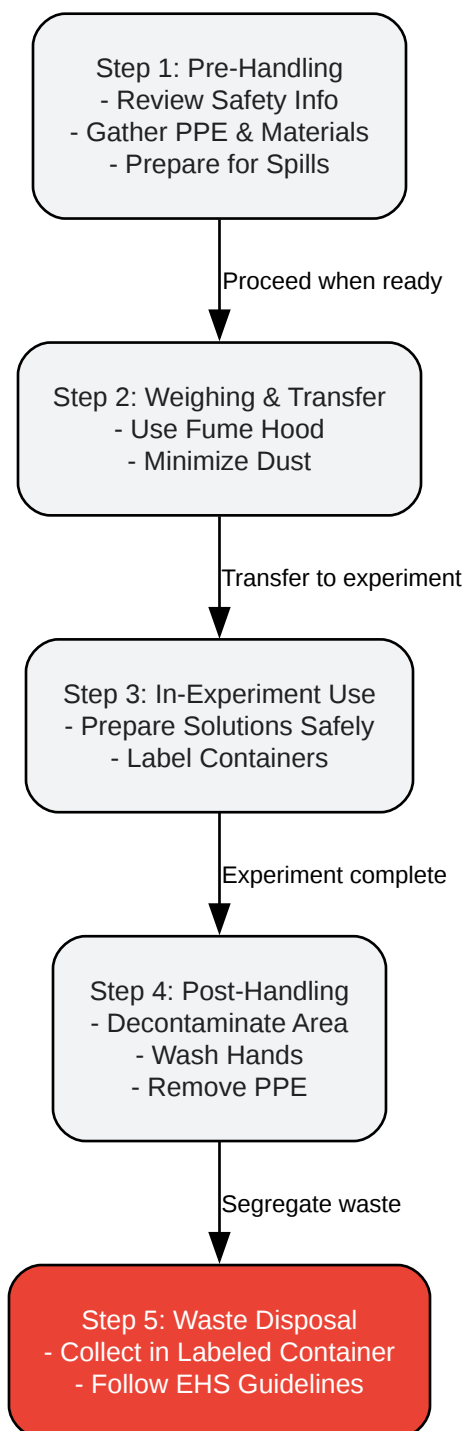 Step 1: Pre-Handling
- Review Safety Info
- Gather PPE & Materials
- Prepare for Spills
Proceed when ready
Step 2: Weighing & Transfer
- Use Fume Hood
- Minimize Dust
Transfer to experiment
Step 3: In-Experiment Use
- Prepare Solutions Safely
- Label Containers
Experiment complete
Step 4: Post-Handling
- Decontaminate Area
- Wash Hands
- Remove PPE
Segregate waste
Step 5: Waste Disposal
- Collect in Labeled Container
- Follow EHS Guidelines